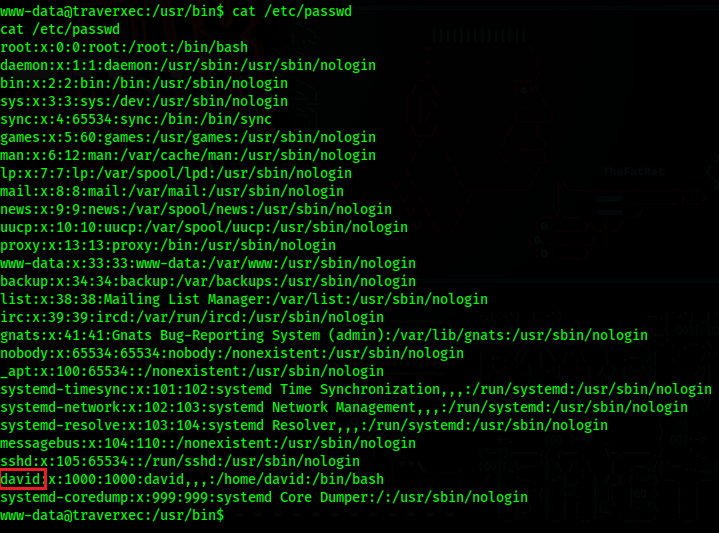 www-data@traverxec:/usr/bin$ cat /etc/passwd
cat /etc/passwd
root:x:0:0:root:/root:/bin/bash
daemon:x:1:1:daemon:/usr/sbin:/usr/sbin/nologin
bin:x:2:2:bin:/bin:/usr/sbin/nologin
sys:x:3:3:sys:/dev:/usr/sbin/nologin
sync:x:4:65534:sync:/bin:/bin/sync
games:x:5:60:games:/usr/games:/usr/sbin/nologin
man:x:6:12:man:/var/cache/man:/usr/sbin/nologin
lp:x:7:7:lp:/var/spool/lpd:/usr/sbin/nologin
mail:x:8:8:mail:/var/mail:/usr/sbin/nologin
news:x:9:9:news:/var/spool/news:/usr/sbin/nologin
uucp:x:10:10:uucp:/var/spool/uucp:/usr/sbin/nologin
proxy:x:13:13:proxy:/bin:/usr/sbin/nologin
www-data:x:33:33:www-data:/var/www:/usr/sbin/nologin
backup:x:34:34:backup:/var/backups:/usr/sbin/nologin
list:x:38:38:Mailing List Manager:/var/list:/usr/sbin/nologin
irc:x:39:39:ircd:/var/run/ircd:/usr/sbin/nologin
gnats:x:41:41:Gnats Bug-Reporting System (admin):/var/lib/gnats:/usr/sbin/nologin
nobody:x:65534:65534:nobody:/nonexistent:/usr/sbin/nologin
_apt:x:100:65534::/nonexistent:/usr/sbin/nologin
systemd-timesync:x:101:102:systemd Time Synchronization,,,:/run/systemd:/usr/sbin/nologin
systemd-network:x:102:103:systemd Network Management,,,:/run/systemd:/usr/sbin/nologin
systemd-resolve:x:103:104:systemd Resolver,,,:/run/systemd:/usr/sbin/nologin
messagebus:x:104:110::/nonexistent:/usr/sbin/nologin
sshd:x:105:65534::/run/sshd:/usr/sbin/nologin
david:x:1000:1000:david,,,:/home/david:/bin/bash
systemd-coredump:x:999:999:systemd Core Dumper:/:/usr/sbin/nologin
www-data@traverxec:/usr/bin$
TheFatRat